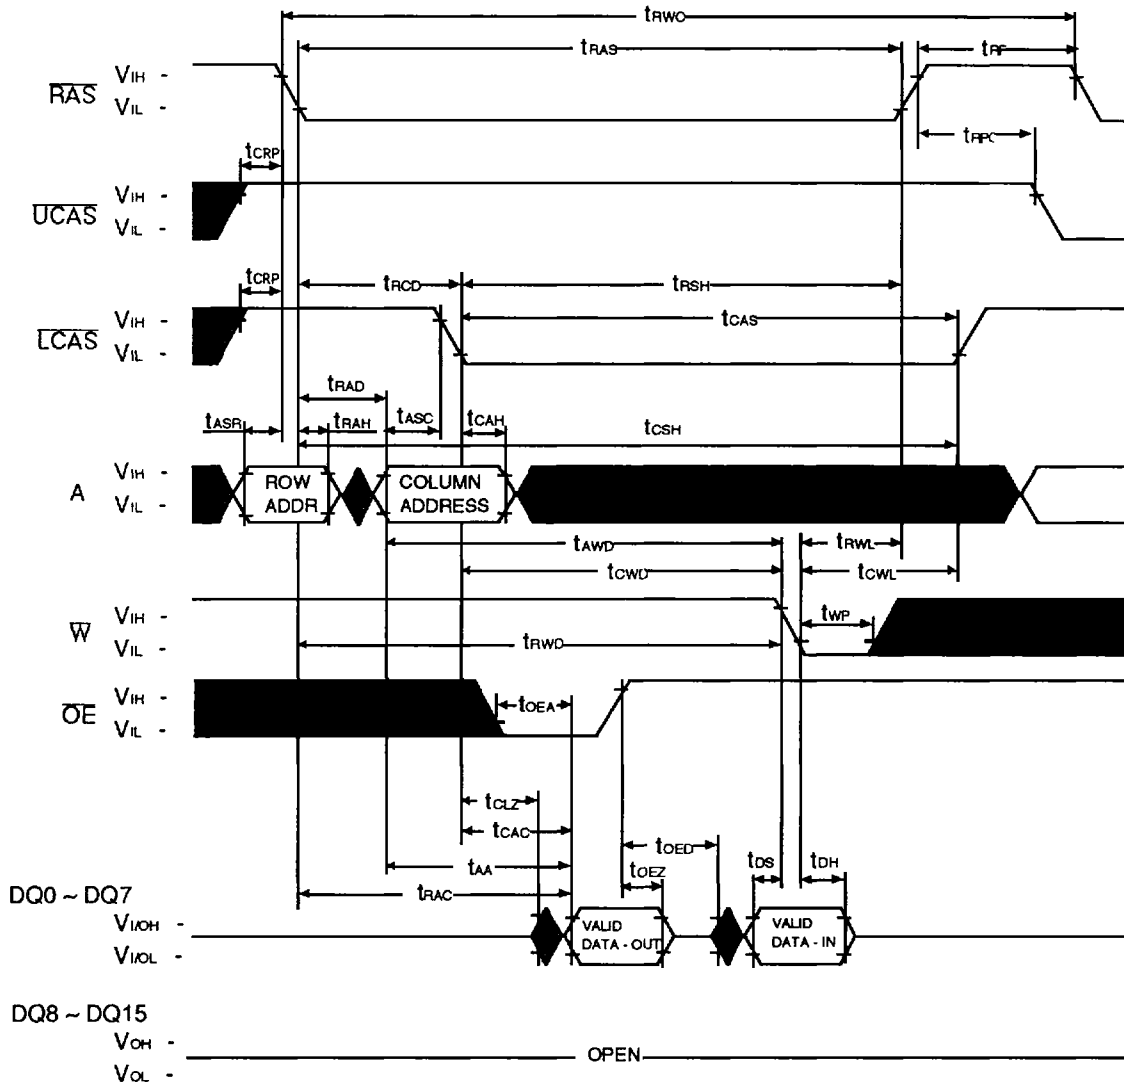 tRWC
tRAS
tRP
RAS
VIH -
VIL -
tRPC
tCRP
UCAS
VIH -
VIL -
tCRP
tRCD
tRSH
LCAS
VIH -
VIL -
tCAS
tRAD
tASR
tRAH
tASC
tCAH
tCSH
A
VIH -
VIL -
ROW
ADDR
COLUMN
ADDRESS
tAWD
tRWL
tCWD
tCWL
W
VIH -
VIL -
tWP
tRWD
OE
VIH -
VIL -
tOEA
tCLZ
tCAC
tOED
tAA
tOEZ
tDS
tDH
tRAC
DQ0 ~ DQ7
VI/OH -
VI/OL -
VALID
DATA - OUT
VALID
DATA - IN
DQ8 ~ DQ15
VOH -
VOL -
OPEN